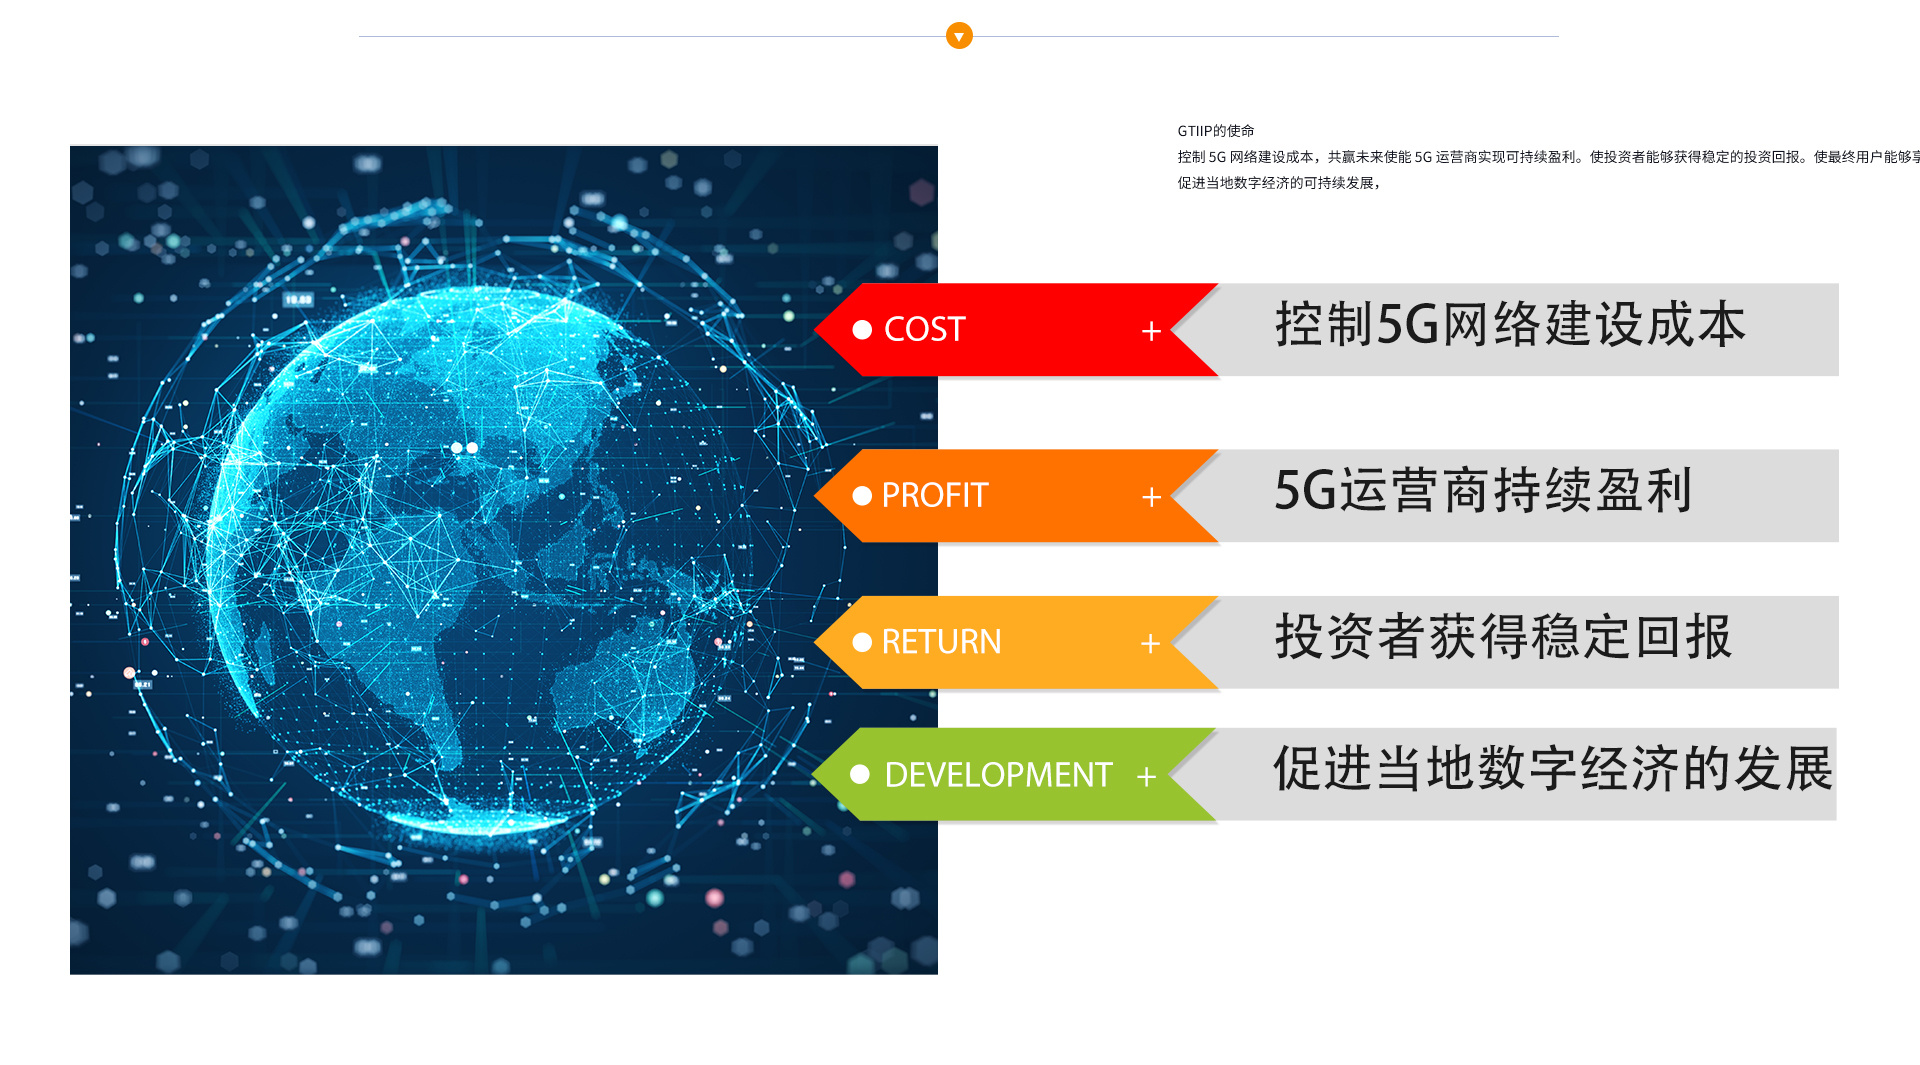 GTIIP的使命
控制 5G 网络建设成本，共赢未来使能 5G 运营商实现可持续盈利。使投资者能够获得稳定的投资回报。使最终用户能够享
促进当地数字经济的可持续发展，
COST + 控制5G网络建设成本
PROFIT + 5G运营商持续盈利
RETURN + 投资者获得稳定回报
DEVELOPMENT + 促进当地数字经济的发展